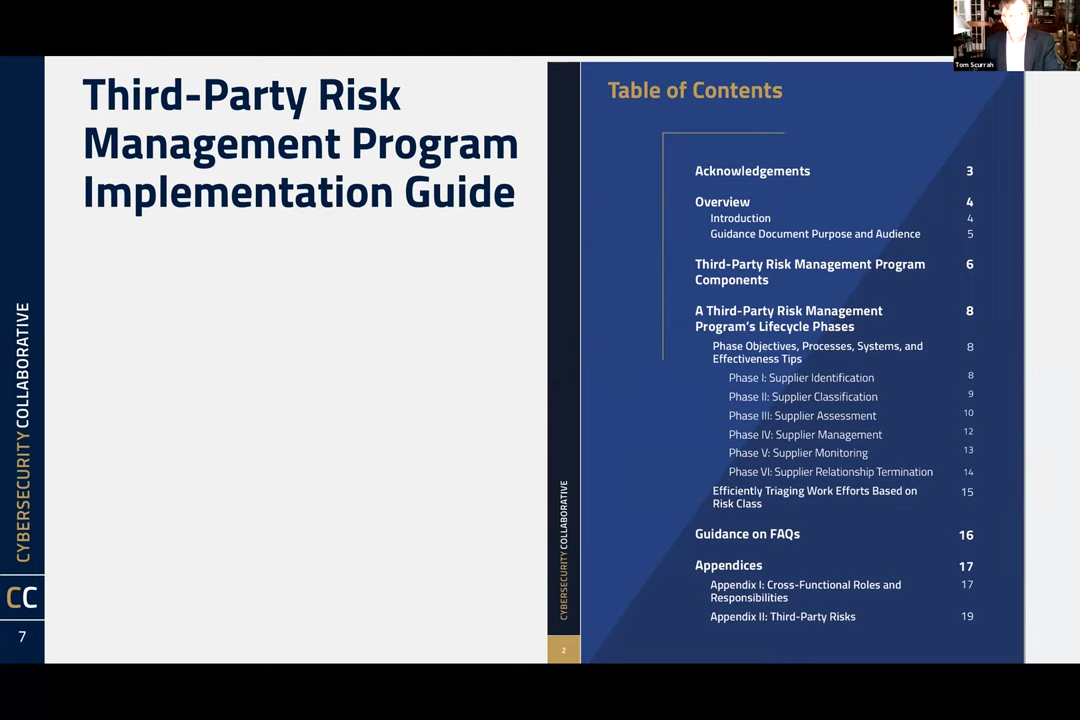 Tom Scurrah
Third-Party Risk
Management Program
Implementation Guide
CYBERSECURITY COLLABORATIVE
CC
7
Table of Contents
Acknowledgements 3
Overview 4
Introduction 4
Guidance Document Purpose and Audience 5
Third-Party Risk Management Program 6
Components
A Third-Party Risk Management 8
Program's Lifecycle Phases
Phase Objectives, Processes, Systems, and 8
Effectiveness Tips
Phase I: Supplier Identification 8
Phase II: Supplier Classification 9
Phase III: Supplier Assessment 10
Phase IV: Supplier Management 12
Phase V: Supplier Monitoring 13
Phase VI: Supplier Relationship Termination 14
Efficiently Triaging Work Efforts Based on 15
Risk Class
Guidance on FAQs 16
Appendices 17
Appendix I: Cross-Functional Roles and 17
Responsibilities
Appendix II: Third-Party Risks 19
CYBERSECURITY COLLABORATIVE
2